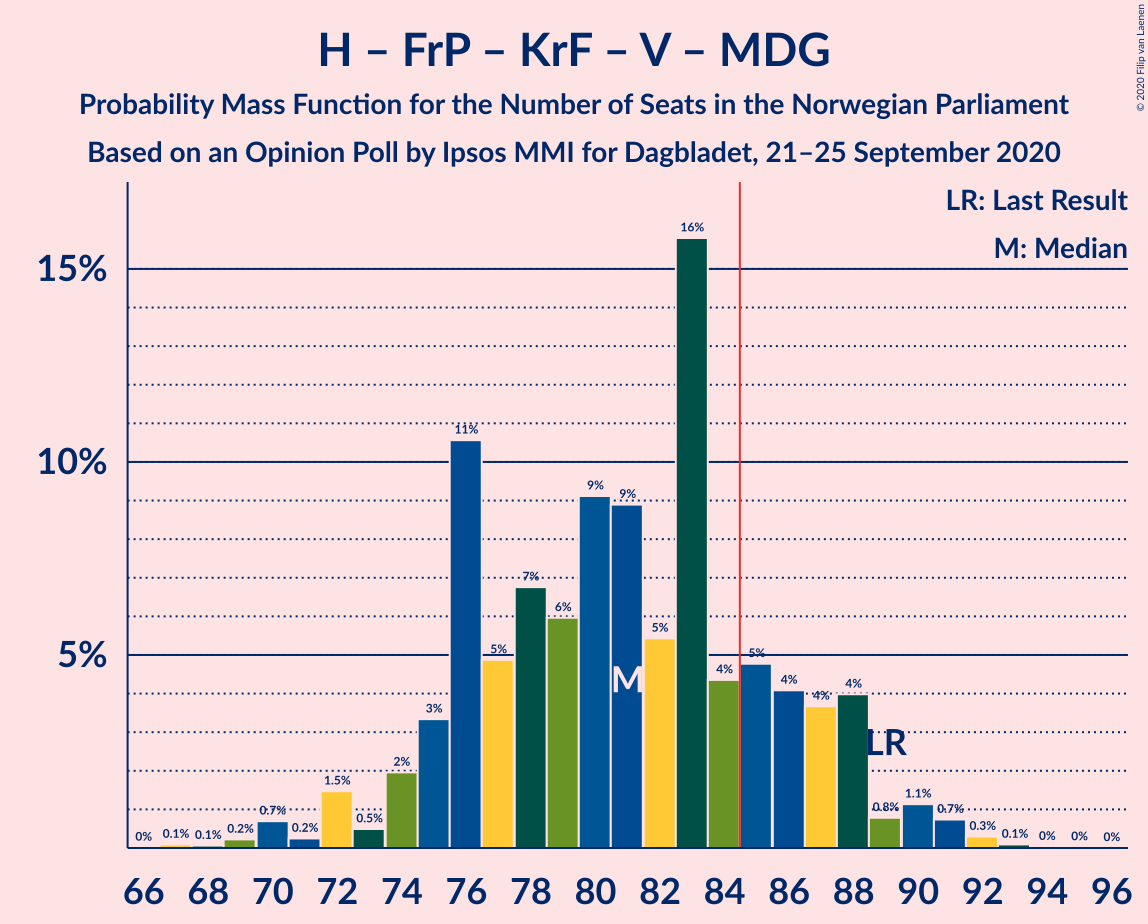 H – FrP – KrF – V – MDG
Probability Mass Function for the Number of Seats in the Norwegian Parliament
Based on an Opinion Poll by Ipsos MMI for Dagbladet, 21–25 September 2020
© 2020 Filip van Laenen
LR: Last Result
M: Median
15%
10%
5%
0% 0.1% 0.1% 0.2% 0.7% 0.2% 1.5% 0.5% 2% 3% 11% 5% 7% 6% 9% 9% 5% 16% 4% 5% 4% 4% 4% 0.8% 1.1% 0.7% 0.3% 0.1% 0% 0% 0%
M
LR
66 68 70 72 74 76 78 80 82 84 86 88 90 92 94 96